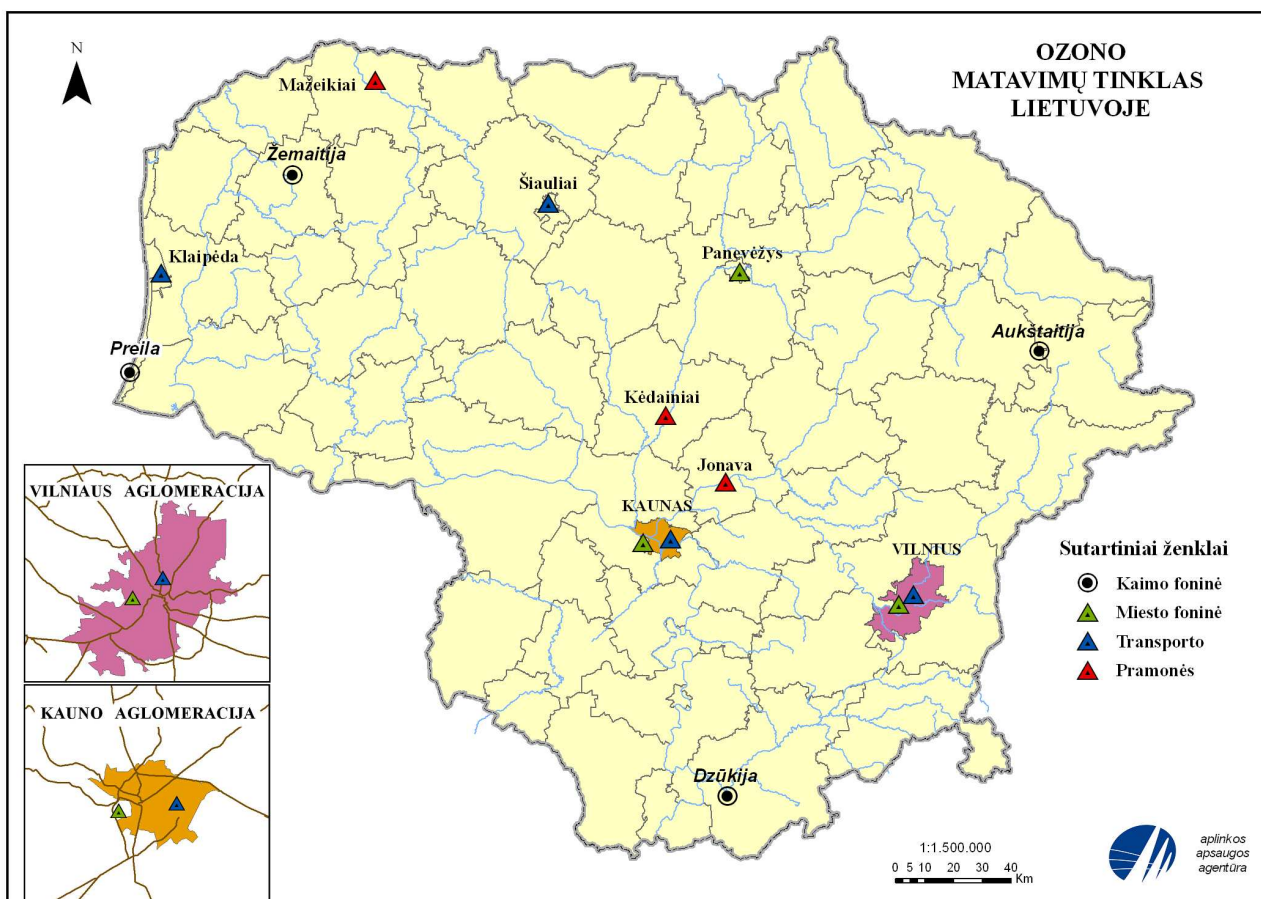 N
OZONO
MATAVIMŲ TINKLAS
LIETUVOJE
Mažeikiai
Žemaitija
Šiauliai
Klaipėda
Panevėžys
Preila
Aukštaitija
Kėdainiai
Jonava
KAUNAS
VILNIUS
Dzūkija
VILNIAUS AGLOMERACIJA
KAUNO AGLOMERACIJA
Sutartiniai ženklai
Kaimo foninė
Miesto foninė
Transporto
Pramonės
1:1.500.000
0 5 10 20 30 40
Km
aplinkos
apsaugos
agentūra